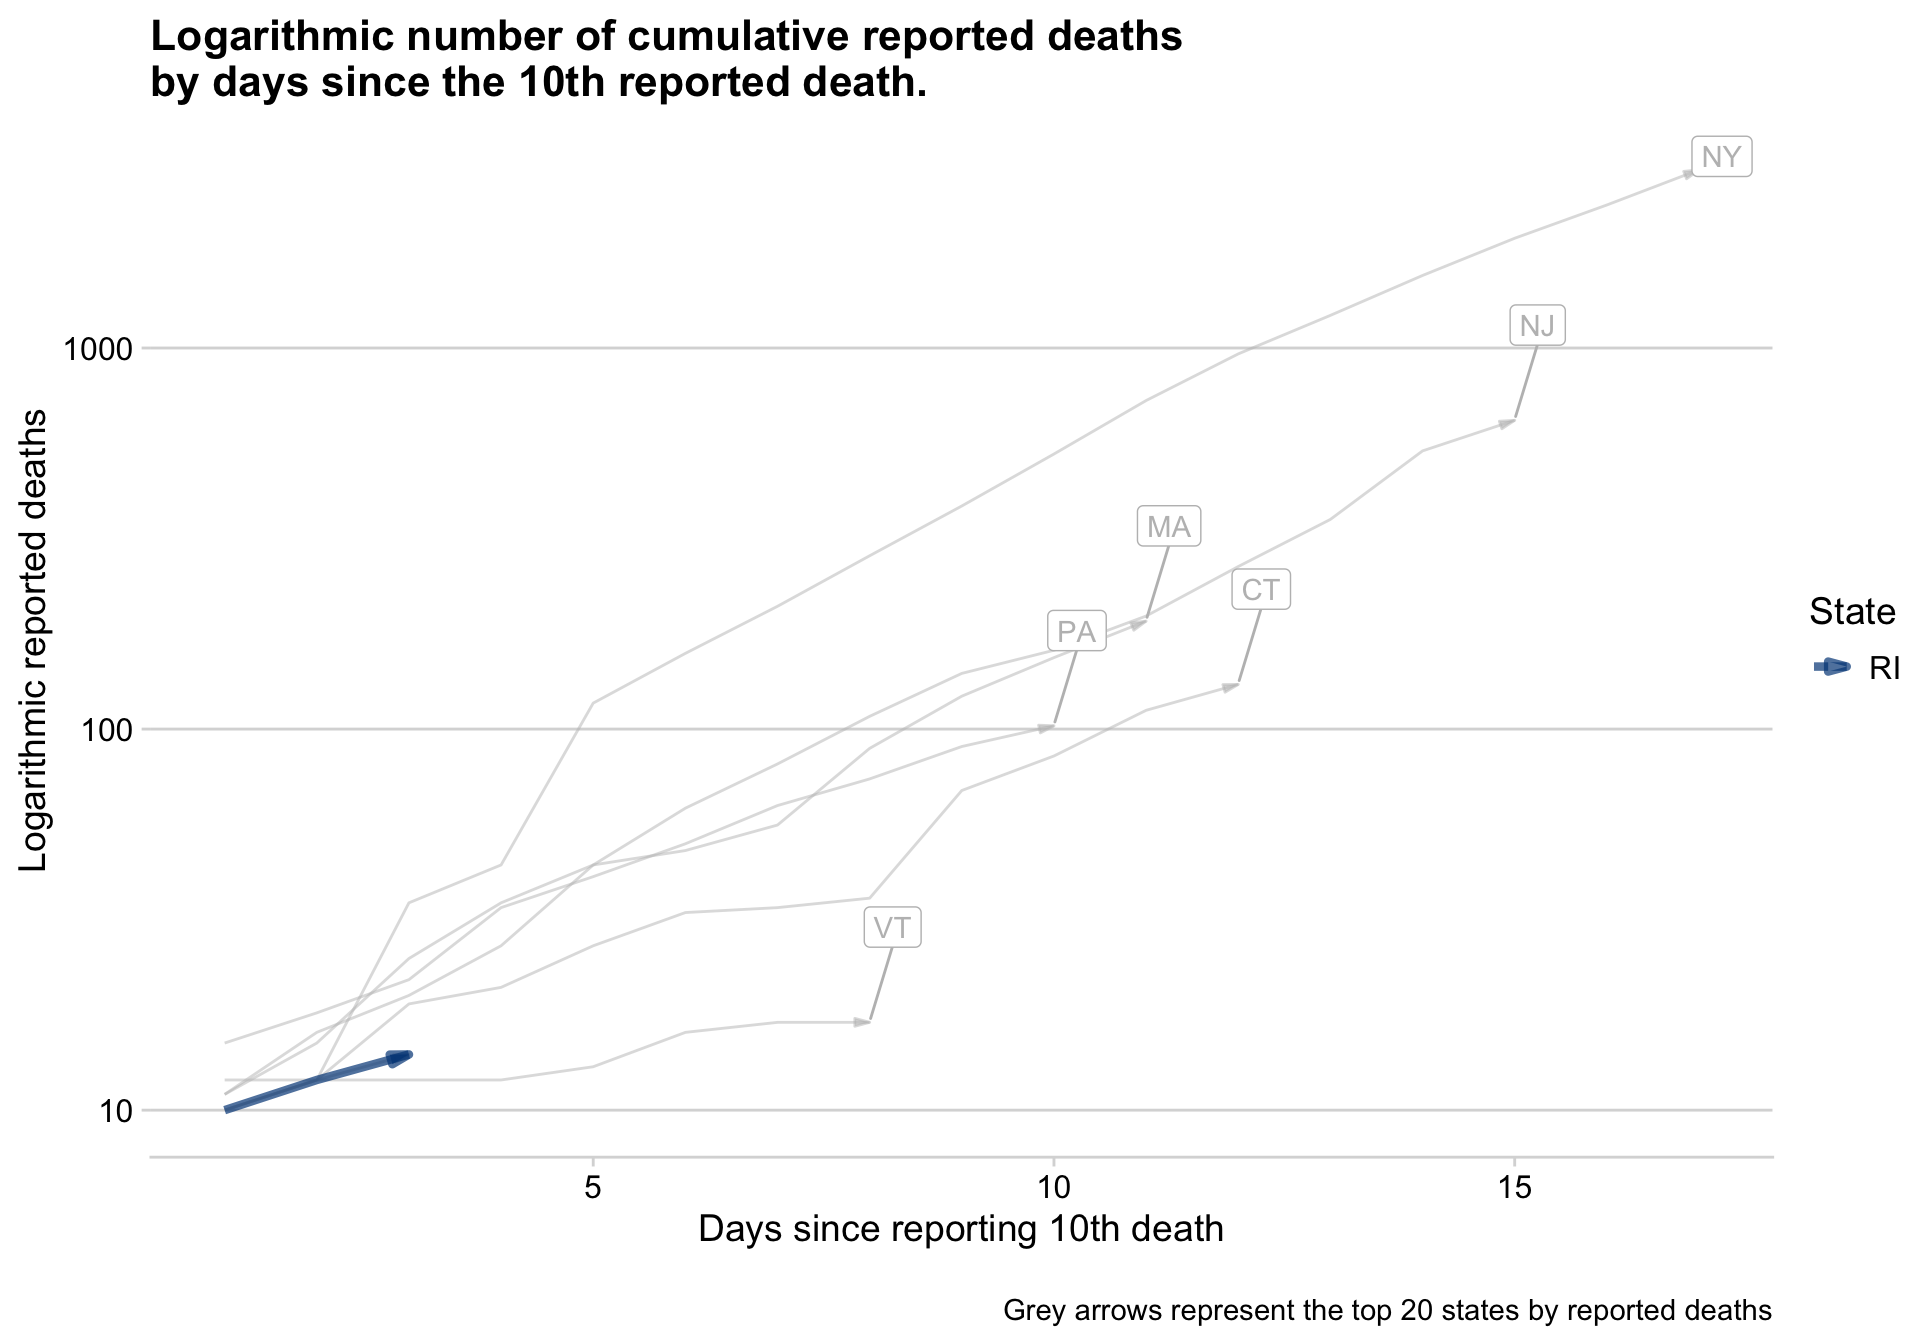 Logarithmic number of cumulative reported deaths
by days since the 10th reported death.
NY
NJ
1000
MA
CT
PA
100
VT
10
Logarithmic reported deaths
State
RI
5 10 15
Days since reporting 10th death
Grey arrows represent the top 20 states by reported deaths